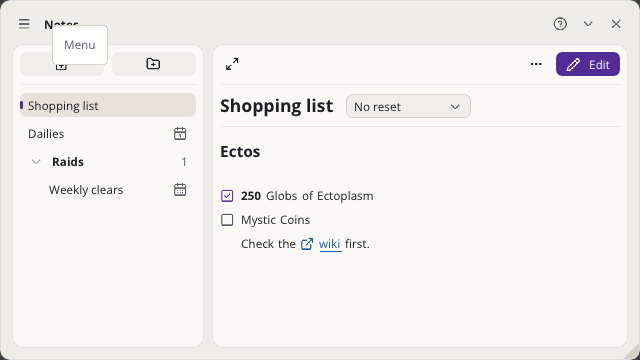 Notes
Menu
Edit
Shopping list
Dailies
Raids 1
Weekly clears
Shopping list No reset
Ectos
250 Globs of Ectoplasm
Mystic Coins
Check the wiki first.